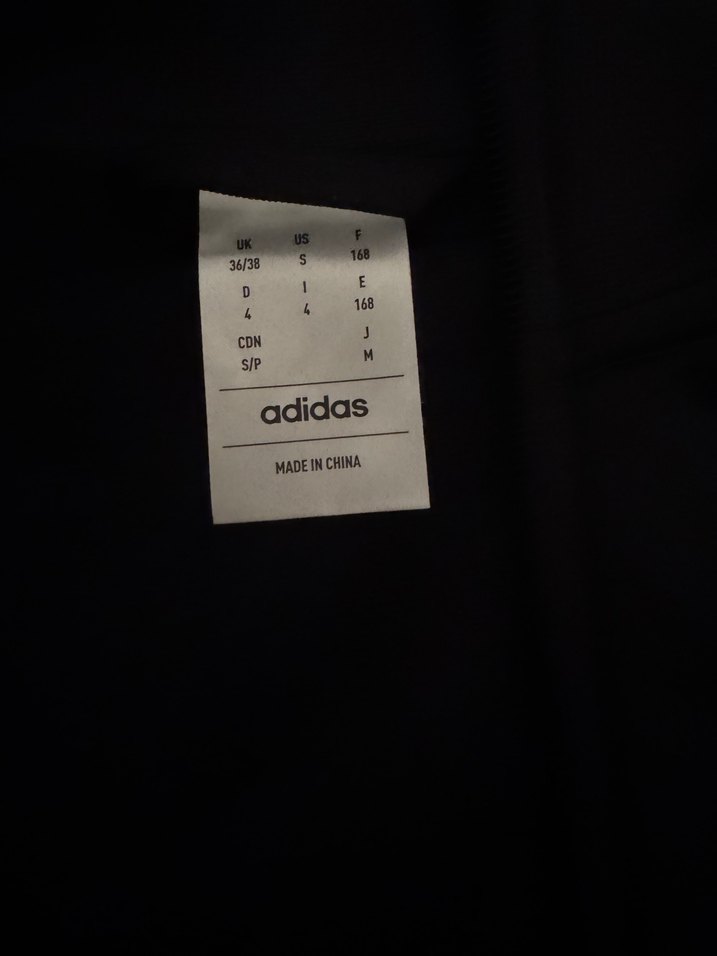 UK US F
36/38 S 168
D I E
4 4 168
CDN J
S/P M
adidas
MADE IN CHINA